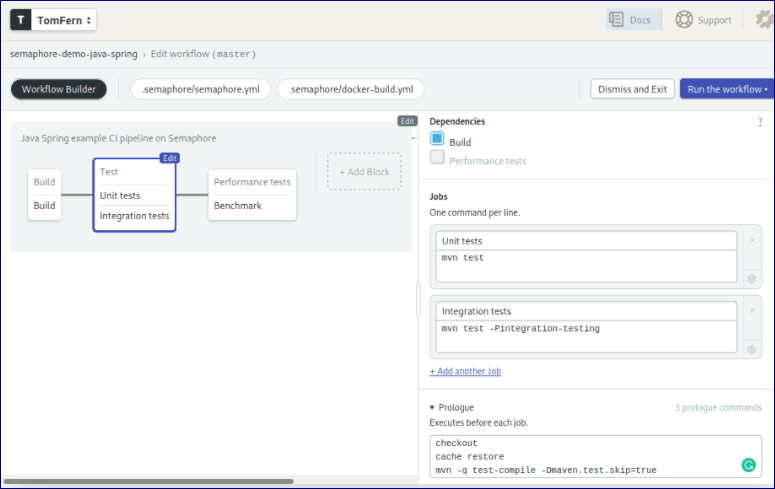 T TomFern
Docs
Support
semaphore-demo-java-spring › Edit workflow (master)
Workflow Builder
.semaphore/semaphore.yml
.semaphore/docker-build.yml
Dismiss and Exit
Run the workflow
Edit
Java Spring example CI pipeline on Semaphore
Build
Build
Edit
Test
Unit tests
Integration tests
Performance tests
Benchmark
+ Add Block
Dependencies
?
Build
Performance tests
Jobs
One command per line.
Unit tests
×
mvn test
Integration tests
×
mvn test -Pintegration-testing
+ Add another Job
▾ Prologue
3 prologue commands
Executes before each job.
checkout
cache restore
mvn -q test-compile -Dmaven.test.skip=true